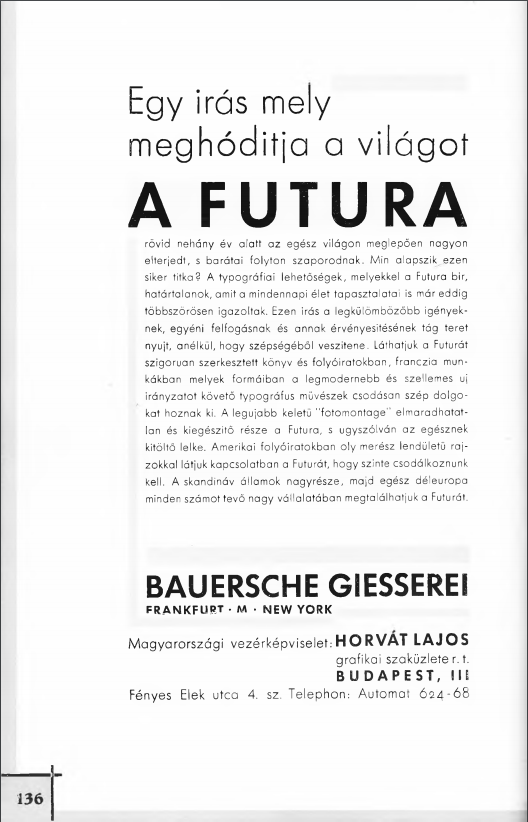 Egy irás mely
meghóditja a világot
A FUTURA
rövid nehány év alatt az egész világon meglepően nagyon
elterjedt, s barátai folyton szaporodnak. Min alapszik ezen
siker titka? A typográfiai lehetőségek, melyekkel a Futura bir,
határtalanok, amit a mindennapi élet tapasztalatai is már eddig
többszörösen igazoltak. Ezen irás a legkülömbözőbb igények-
nek, egyéni felfogásnak és annak érvényesitésének tág teret
nyujt, anélkül, hogy szépségéből veszitene. Láthatjuk a Futurát
szigoruan szerkesztett könyv és folyóiratokban, franczia mun-
kákban melyek formáiban a legmodernebb és szellemes uj
irányzatot követő typográfus művészek csodásan szép dolgo-
kat hoznak ki. A legujabb keletű "fotomontage" elmaradhatat-
lan és kiegészitő része a Futura, s ugyszólván az egésznek
kitöltő lelke. Amerikai folyóiratokban oly merész lendületű raj-
zokkal látjuk kapcsolatban a Futurát, hogy szinte csodálkoznunk
kell. A skandináv államok nagyrésze, majd egész déleuropa
minden számot tevő nagy vállalatában megtalálhatjuk a Futurát.
BAUERSCHE GIESSEREI
FRANKFURT · M · NEW YORK
Magyarországi vezérképviselet: HORVÁT LAJOS
grafikai szaküzlete r. t.
BUDAPEST, III
Fényes Elek utca 4. sz. Telephon: Automat 624-68
136